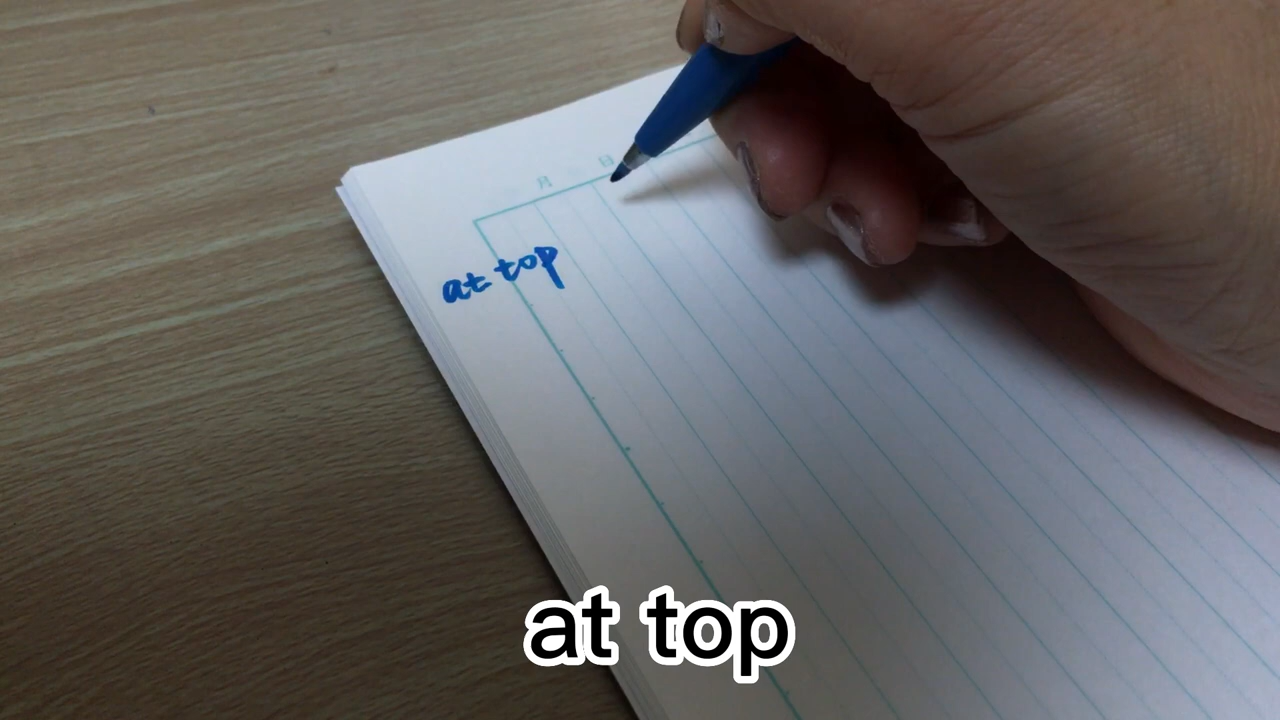 月 日
at top
at top